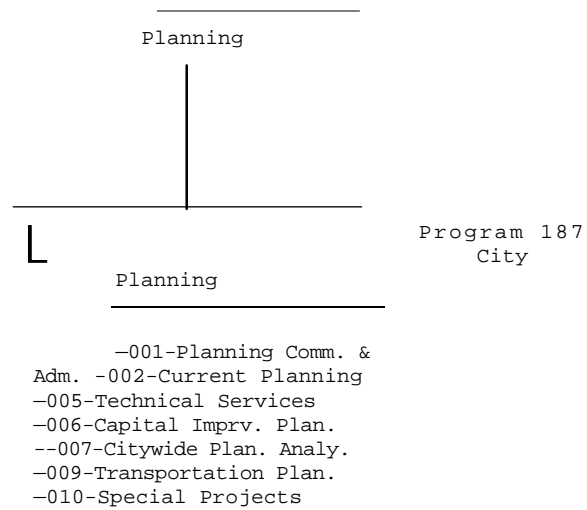 Planning
Program 187
City
Planning
—001-Planning Comm. &
Adm. -002-Current Planning
—005-Technical Services
—006-Capital Imprv. Plan.
--007-Citywide Plan. Analy.
—009-Transportation Plan.
—010-Special Projects